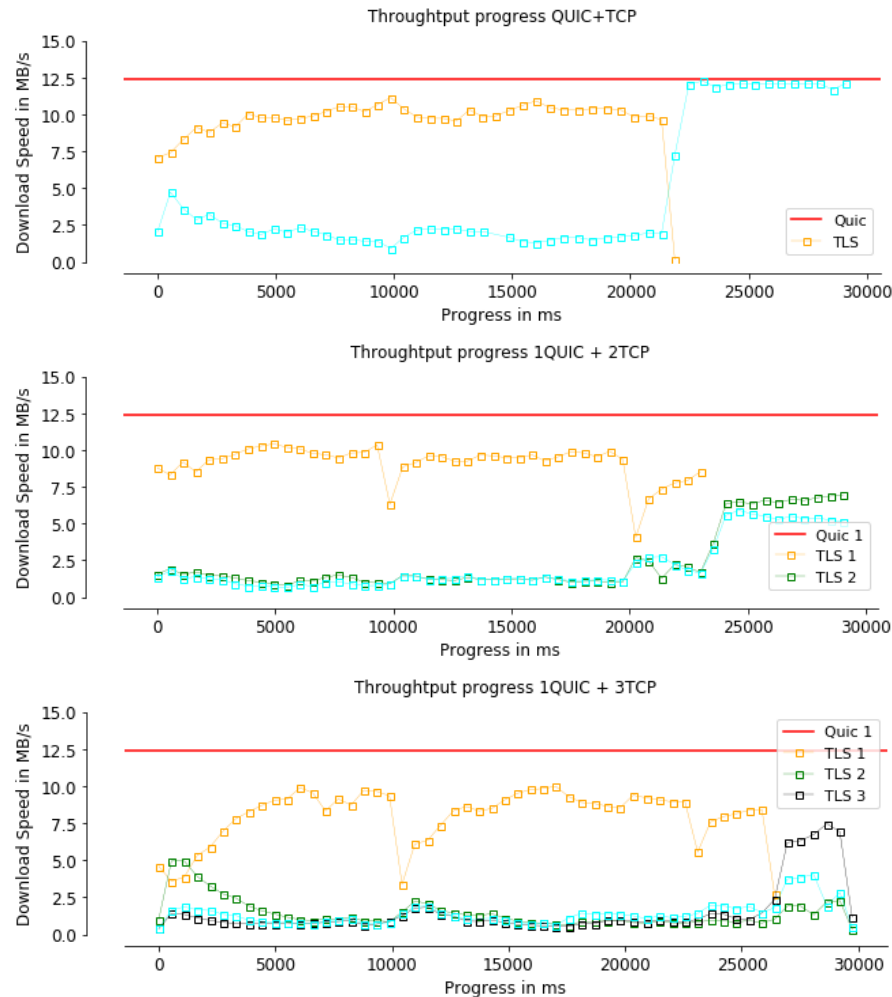 Throughtput progress QUIC+TCP
Download Speed in MB/s
15.0
12.5
10.0
7.5
5.0
2.5
0.0
Quic
TLS
0 5000 10000 15000 20000 25000 30000
Progress in ms
Throughtput progress 1QUIC + 2TCP
Download Speed in MB/s
15.0
12.5
10.0
7.5
5.0
2.5
0.0
Quic 1
TLS 1
TLS 2
0 5000 10000 15000 20000 25000 30000
Progress in ms
Throughtput progress 1QUIC + 3TCP
Download Speed in MB/s
15.0
12.5
10.0
7.5
5.0
2.5
0.0
Quic 1
TLS 1
TLS 2
TLS 3
0 5000 10000 15000 20000 25000 30000
Progress in ms